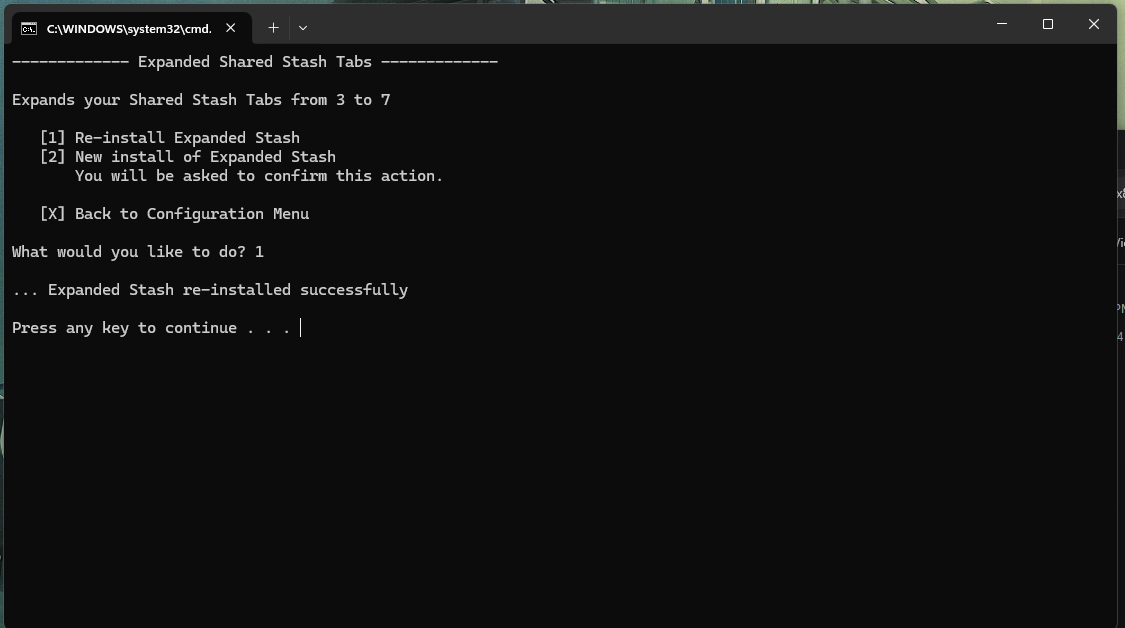 C:\WINDOWS\system32\cmd.
------------- Expanded Shared Stash Tabs -------------
Expands your Shared Stash Tabs from 3 to 7
[1] Re-install Expanded Stash
[2] New install of Expanded Stash
You will be asked to confirm this action.
[X] Back to Configuration Menu
What would you like to do? 1
... Expanded Stash re-installed successfully
Press any key to continue . . .